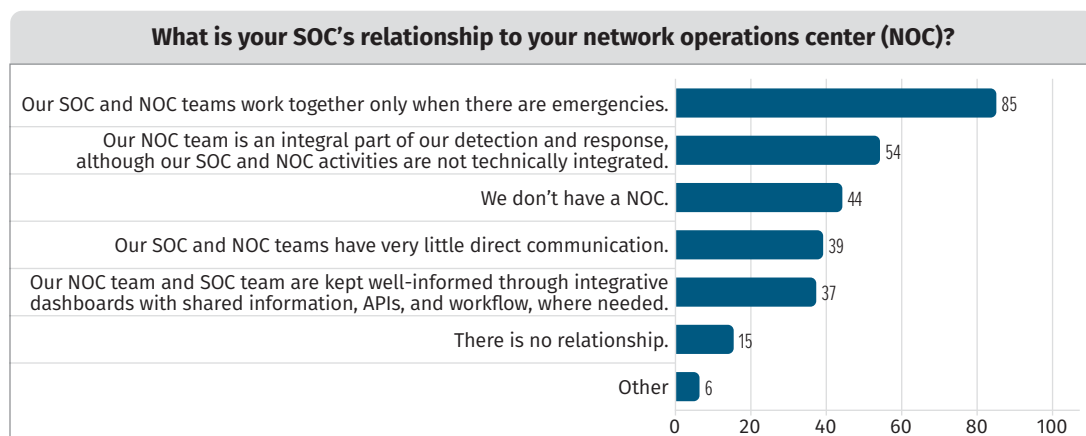 What is your SOC’s relationship to your network operations center (NOC)?
Our SOC and NOC teams work together only when there are emergencies.
85
Our NOC team is an integral part of our detection and response,
although our SOC and NOC activities are not technically integrated.
54
We don’t have a NOC.
44
Our SOC and NOC teams have very little direct communication.
39
Our NOC team and SOC team are kept well-informed through integrative
dashboards with shared information, APIs, and workflow, where needed.
37
There is no relationship.
15
Other
6
0 20 40 60 80 100